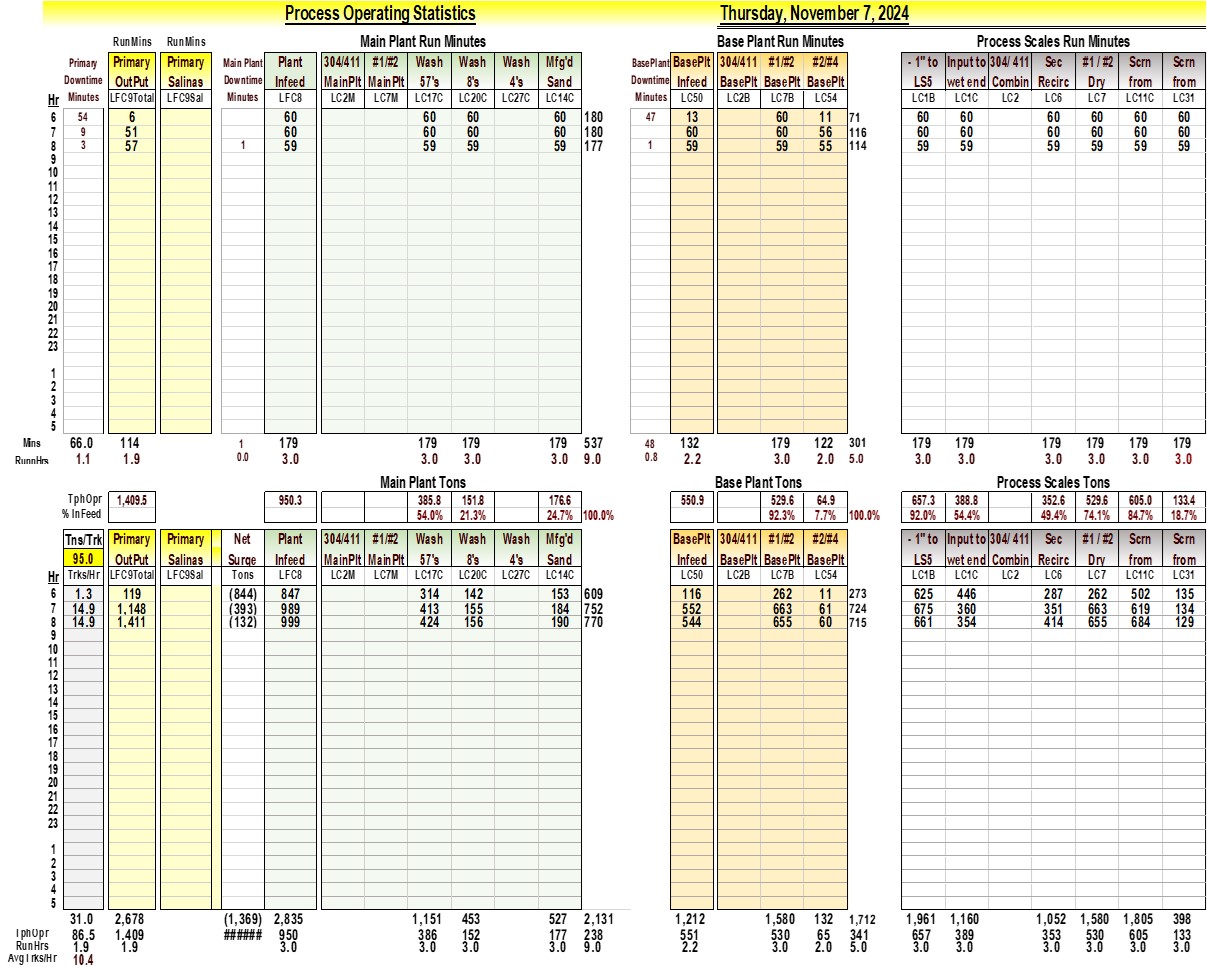 Process Operating Statistics Thursday, November 7, 2024
RunMins RunMins Main Plant Run Minutes Base Plant Run Minutes Process Scales Run Minutes
Primary Primary Primary Main Plant Plant 304/411 #1/#2 Wash Wash Wash Mfg'd BasePlant BasePlt 304/411 #1/#2 #2/#4 - 1" to Input to 304/ 411 Sec #1 / #2 Scrn Scrn
Downtime OutPut Salinas Downtime Infeed MainPlt MainPlt 57's 8's 4's Sand Downtime Infeed BasePlt BasePlt BasePlt LS5 wet end Combin Recirc Dry from from
Hr Minutes LFC9Total LFC9Sal Minutes LFC8 LC2M LC7M LC17C LC20C LC27C LC14C Minutes LC50 LC2B LC7B LC54 LC1B LC1C LC2 LC6 LC7 LC11C LC31
6 54 6 60 60 60 60 180 47 13 60 11 71 60 60 60 60 60 60
7 9 51 60 60 60 60 180 60 60 56 116 60 60 60 60 60 60
8 3 57 1 59 59 59 59 177 1 59 59 55 114 59 59 59 59 59 59
9
10
11
12
13
14
15
16
17
18
19
20
21
22
23
1
2
3
4
5
Mins 66.0 114 1 179 179 179 179 537 48 132 179 122 301 179 179 179 179 179 179
RunnHrs 1.1 1.9 0.0 3.0 3.0 3.0 3.0 9.0 0.8 2.2 3.0 2.0 5.0 3.0 3.0 3.0 3.0 3.0 3.0
Main Plant Tons Base Plant Tons Process Scales Tons
TphOpr 1,409.5 950.3 385.8 151.8 176.6 550.9 529.6 64.9 657.3 388.8 352.6 529.6 605.0 133.4
% InFeed 54.0% 21.3% 24.7% 100.0% 92.3% 7.7% 100.0% 92.0% 54.4% 49.4% 74.1% 84.7% 18.7%
Tns/Trk Primary Primary Net Plant 304/411 #1/#2 Wash Wash Wash Mfg'd BasePlt 304/411 #1/#2 #2/#4 - 1" to Input to 304/ 411 Sec #1 / #2 Scrn Scrn
95.0 OutPut Salinas Surge Infeed MainPlt MainPlt 57's 8's 4's Sand Infeed BasePlt BasePlt BasePlt LS5 wet end Combin Recirc Dry from from
Hr Trks/Hr LFC9Total LFC9Sal Tons LFC8 LC2M LC7M LC17C LC20C LC27C LC14C LC50 LC2B LC7B LC54 LC1B LC1C LC2 LC6 LC7 LC11C LC31
6 1.3 119 (844) 847 314 142 153 609 116 262 11 273 625 446 287 262 502 135
7 14.9 1,148 (393) 989 413 155 184 752 552 663 61 724 675 360 351 663 619 134
8 14.9 1,411 (132) 999 424 156 190 770 544 655 60 715 661 354 414 655 684 129
9
10
11
12
13
14
15
16
17
18
19
20
21
22
23
1
2
3
4
5
31.0 2,678 (1,369) 2,835 1,151 453 527 2,131 1,212 1,580 132 1,712 1,961 1,160 1,052 1,580 1,805 398
TphOpr 86.5 1,409 ###### 950 386 152 177 238 551 530 65 341 657 389 353 530 605 133
RunHrs 1.9 1.9 3.0 3.0 3.0 3.0 9.0 2.2 3.0 2.0 5.0 3.0 3.0 3.0 3.0 3.0 3.0
AvgTrks/Hr 10.4